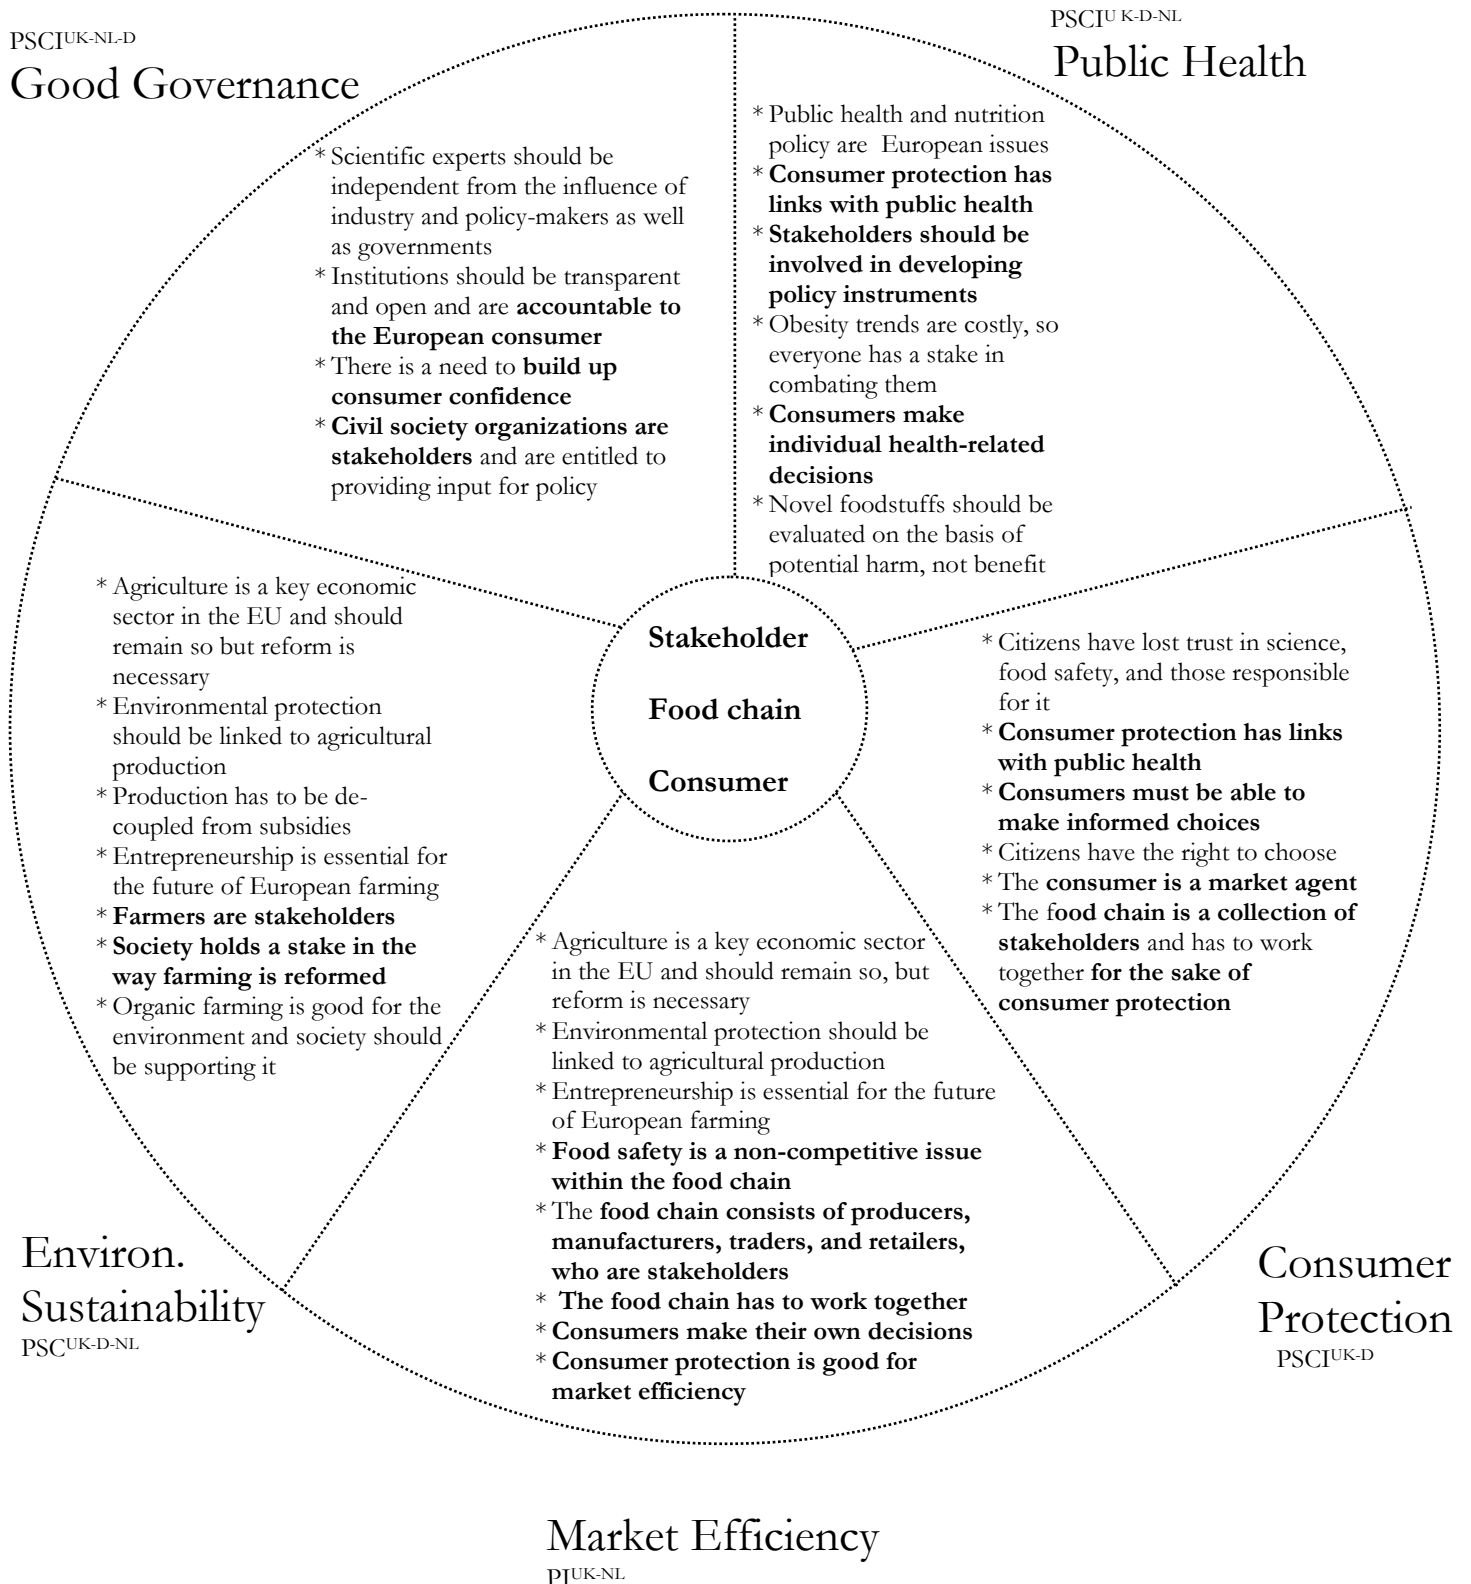 PSCIUK-NL-D
Good Governance
* Scientific experts should be
independent from the influence of
industry and policy-makers as well
as governments
* Institutions should be transparent
and open and are accountable to
the European consumer
* There is a need to build up
consumer confidence
* Civil society organizations are
stakeholders and are entitled to
providing input for policy
PSCIU K-D-NL
Public Health
* Public health and nutrition
policy are European issues
* Consumer protection has
links with public health
* Stakeholders should be
involved in developing
policy instruments
* Obesity trends are costly, so
everyone has a stake in
combating them
* Consumers make
individual health-related
decisions
* Novel foodstuffs should be
evaluated on the basis of
potential harm, not benefit
* Agriculture is a key economic
sector in the EU and should
remain so but reform is
necessary
* Environmental protection
should be linked to agricultural
production
* Production has to be de-
coupled from subsidies
* Entrepreneurship is essential for
the future of European farming
* Farmers are stakeholders
* Society holds a stake in the
way farming is reformed
* Organic farming is good for the
environment and society should
be supporting it
Environ.
Sustainability
PSCUK-D-NL
Stakeholder
Food chain
Consumer
* Citizens have lost trust in science,
food safety, and those responsible
for it
* Consumer protection has links
with public health
* Consumers must be able to
make informed choices
* Citizens have the right to choose
* The consumer is a market agent
* The food chain is a collection of
stakeholders and has to work
together for the sake of
consumer protection
Consumer
Protection
PSCIUK-D
* Agriculture is a key economic sector
in the EU and should remain so, but
reform is necessary
* Environmental protection should be
linked to agricultural production
* Entrepreneurship is essential for the future
of European farming
* Food safety is a non-competitive issue
within the food chain
* The food chain consists of producers,
manufacturers, traders, and retailers,
who are stakeholders
* The food chain has to work together
* Consumers make their own decisions
* Consumer protection is good for
market efficiency
Market Efficiency
PIUK-NL